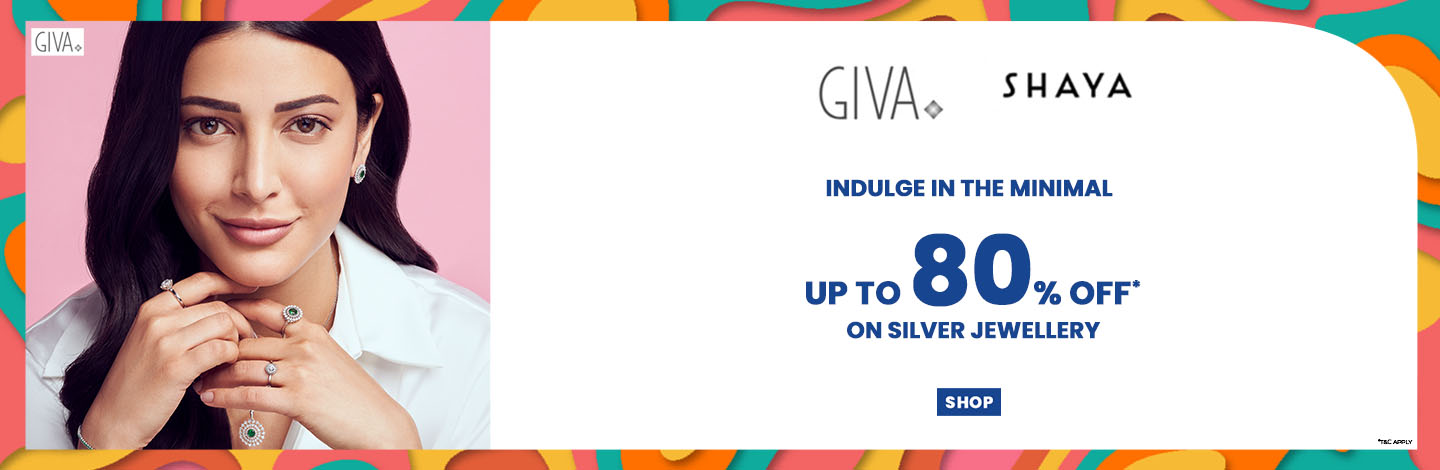 GIVA
GIVA SHAYA
INDULGE IN THE MINIMAL
UP TO 80% OFF*
ON SILVER JEWELLERY
SHOP
*T&C APPLY